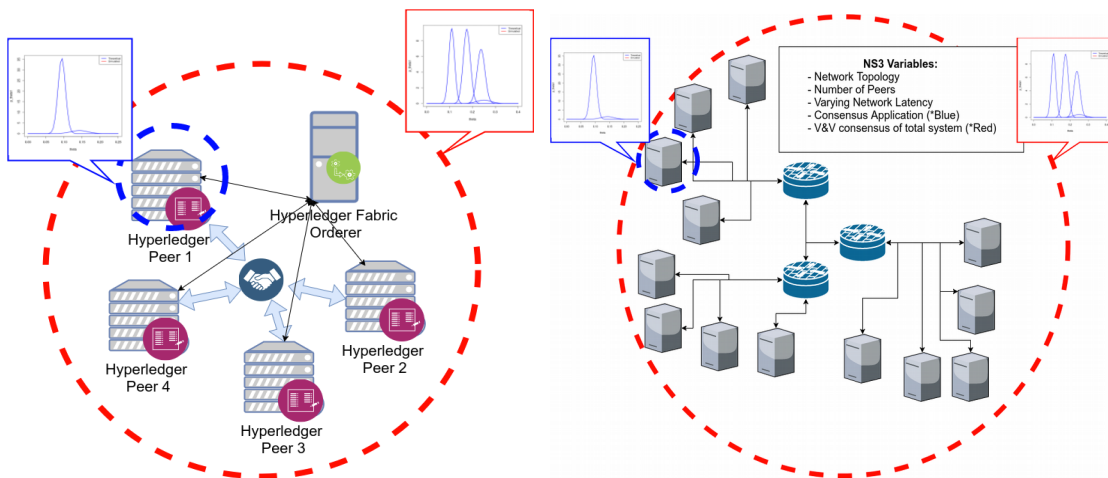 Hyperledger Fabric
Orderer
Hyperledger
Peer 1
Hyperledger
Peer 2
Hyperledger
Peer 4
Hyperledger
Peer 3
NS3 Variables:
- Network Topology
- Number of Peers
- Varying Network Latency
- Consensus Application (*Blue)
- V&V consensus of total system (*Red)